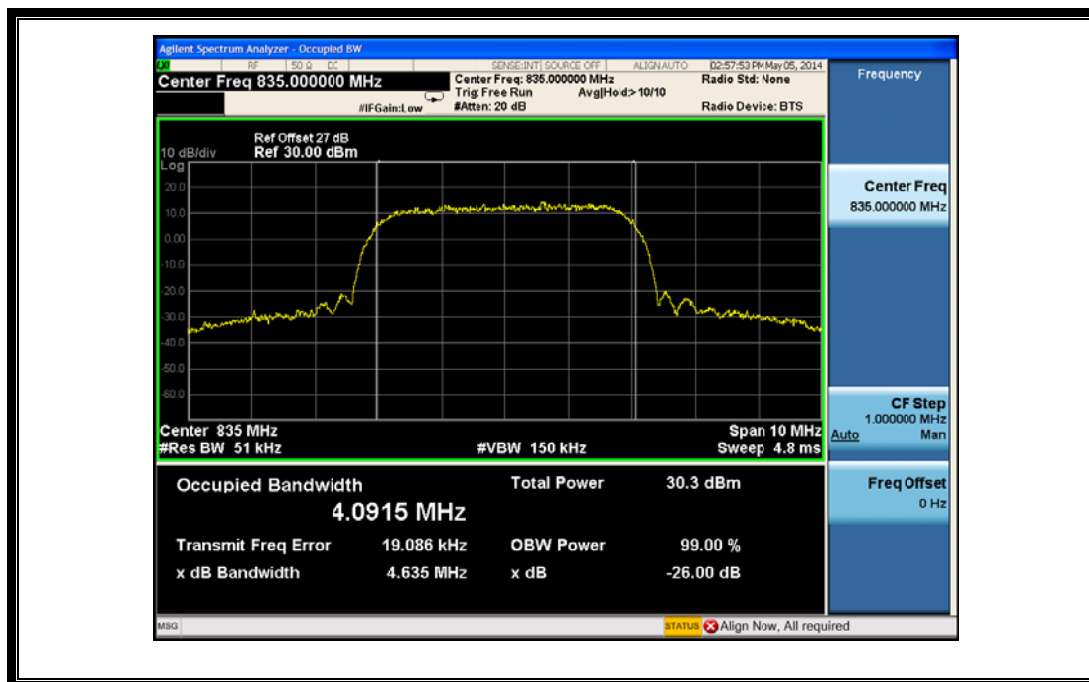 Agilent Spectrum Analyzer - Occupied BW
LXI RF 50 Ω DC SENSE:INT SOURCE OFF ALIGNAUTO 02:57:53 PM May 05, 2014
Center Freq 835.000000 MHz
Center Freq: 835.000000 MHz
Radio Std: None
Trig: Free Run Avg|Hold:> 10/10
#IFGain:Low
#Atten: 20 dB
Radio Device: BTS
Ref Offset 27 dB
10 dB/div Ref 30.00 dBm
Log
20.0
10.0
0.00
-10.0
-20.0
-30.0
-40.0
-50.0
-60.0
Center 835 MHz Span 10 MHz
#Res BW 51 kHz #VBW 150 kHz Sweep 4.8 ms
Occupied Bandwidth Total Power 30.3 dBm
4.0915 MHz
Transmit Freq Error 19.086 kHz OBW Power 99.00 %
x dB Bandwidth 4.635 MHz x dB -26.00 dB
MSG STATUS Align Now, All required
Frequency
Center Freq
835.000000 MHz
CF Step
1.000000 MHz
Auto Man
Freq Offset
0 Hz